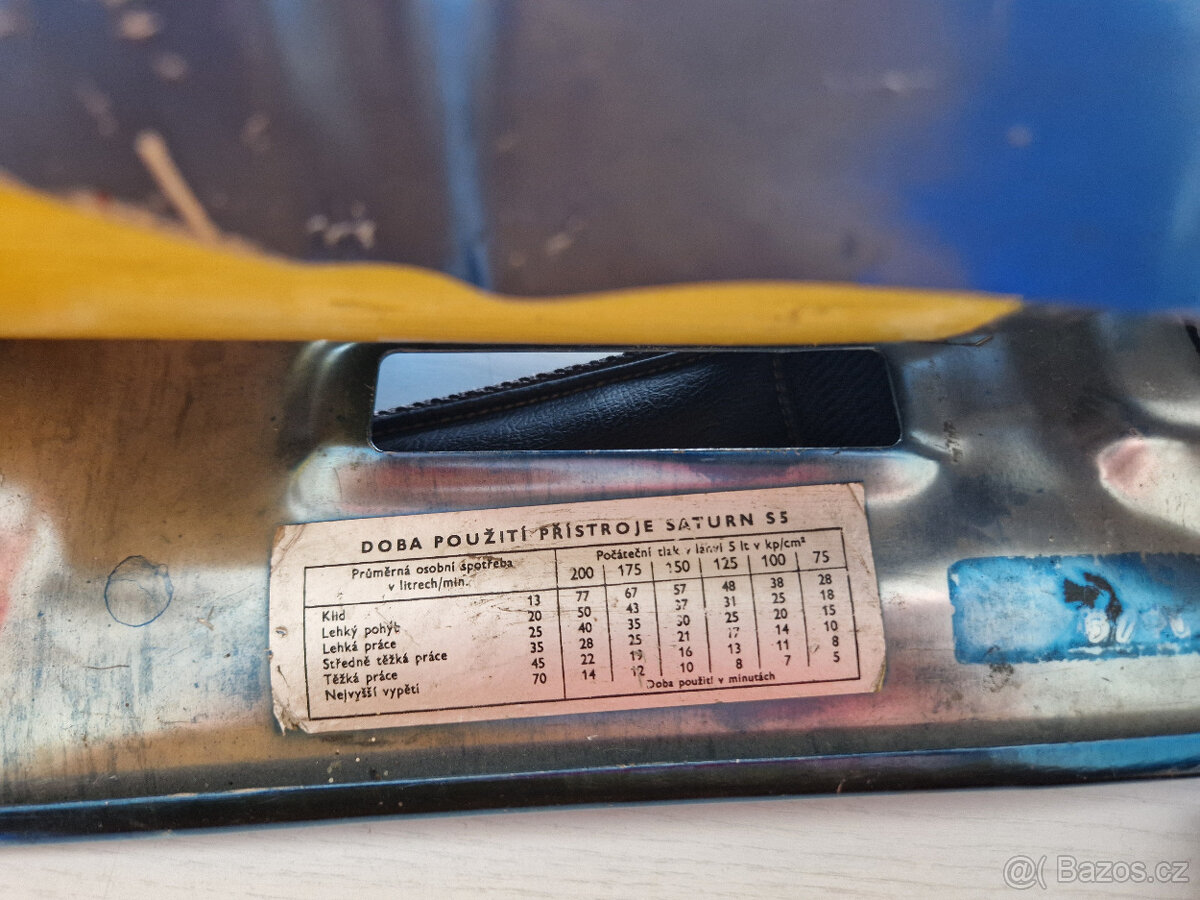 DOBA POUŽITÍ PŘÍSTROJE SATURN S5
Průměrná osobní spotřeba v litrech/min.
Počáteční tlak v láhvi 5 lt v kp/cm²
200 175 150 125 100 75
Klid 13 77 67 57 48 38 28
Lehký pohyb 20 50 43 37 31 25 18
Lehká práce 25 40 35 30 25 20 15
Středně těžká práce 35 28 25 21 17 14 10
Těžká práce 45 22 19 16 13 11 8
Nejvyšší vypětí 70 14 12 10 8 7 5
Doba použití v minutách
@( Bazos.cz